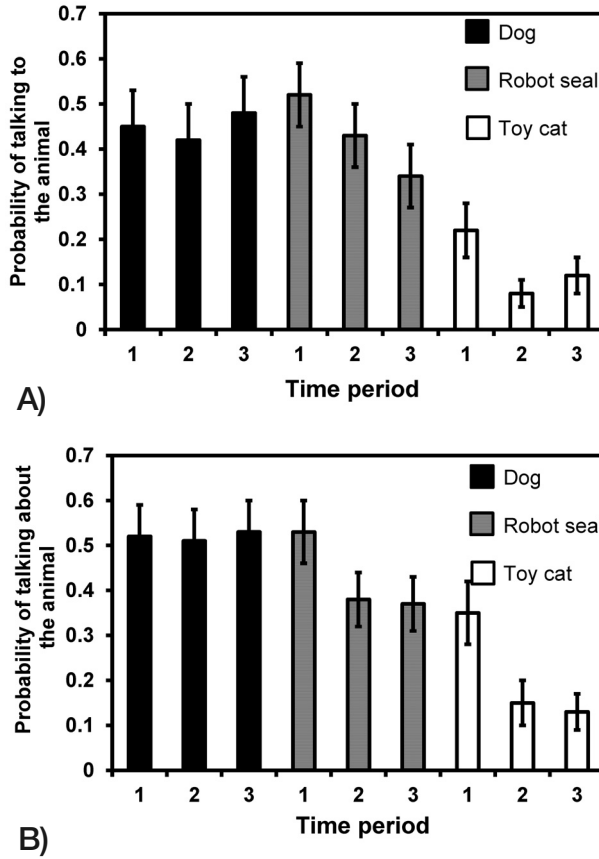 0.7
0.6
0.5
0.4
0.3
0.2
0.1
0
Probability of talking to
the animal
Dog
Robot seal
Toy cat
1 2 3 1 2 3 1 2 3
Time period
A)
0.7
0.6
0.5
0.4
0.3
0.2
0.1
0
Probability of talking about
the animal
Dog
Robot seal
Toy cat
1 2 3 1 2 3 1 2 3
Time period
B)